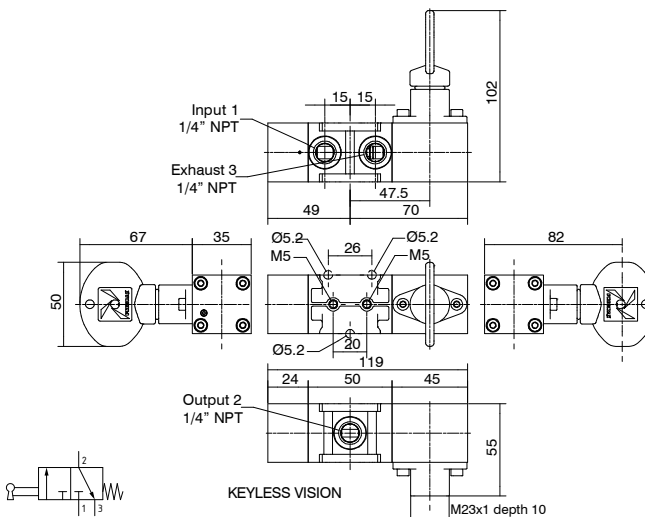 102
15 15
Input 1
1/4” NPT
Exhaust 3
1/4” NPT
47.5
49 70
67 35 82
Ø5.2 Ø5.2
26
M5 M5
50
Ø5.2
20
119
24 50 45
Output 2
1/4” NPT
55
2
1 3
KEYLESS VISION
M23x1 depth 10